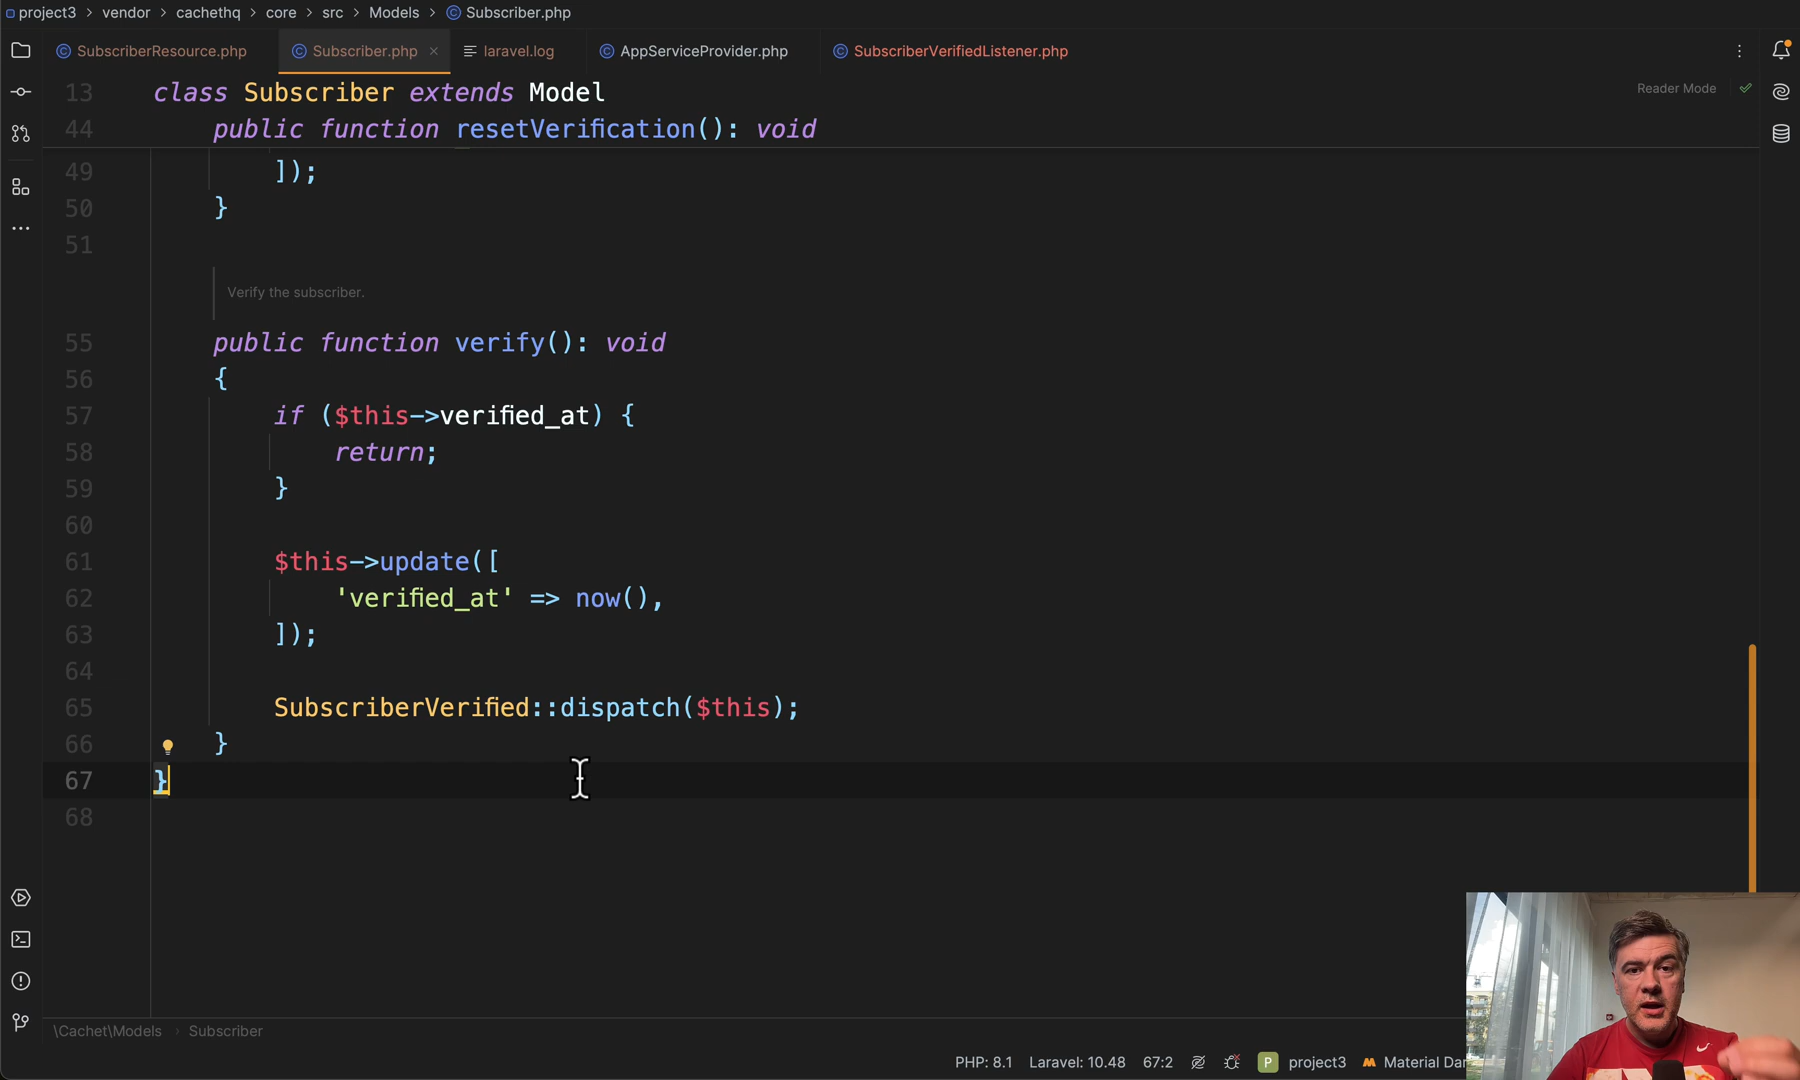 project3 > vendor > cachethq > core > src > Models > Subscriber.php
SubscriberResource.php Subscriber.php × laravel.log AppServiceProvider.php SubscriberVerifiedListener.php
Reader Mode
13 class Subscriber extends Model
44 public function resetVerification(): void
49 ]);
50 }
51
Verify the subscriber.
55 public function verify(): void
56 {
57 if ($this->verified_at) {
58 return;
59 }
60
61 $this->update([
62 'verified_at' => now(),
63 ]);
64
65 SubscriberVerified::dispatch($this);
66 }
67 }
68
\Cachet\Models > Subscriber
PHP: 8.1 Laravel: 10.48 67:2 P project3 Material Da